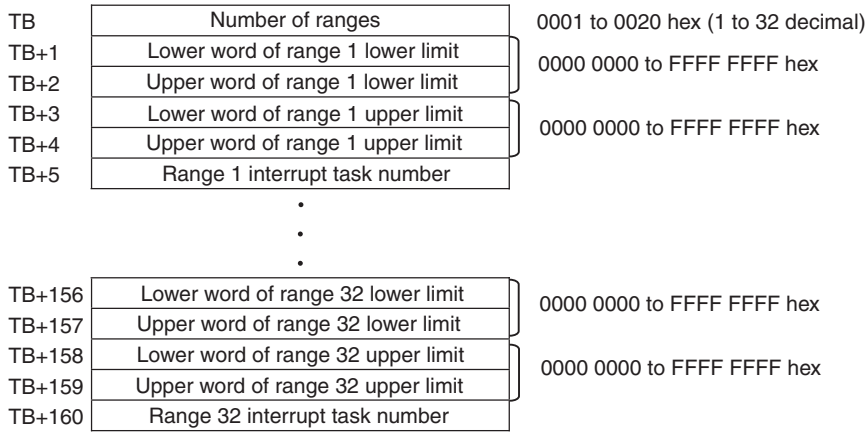 TB Number of ranges 0001 to 0020 hex (1 to 32 decimal)
TB+1 Lower word of range 1 lower limit
0000 0000 to FFFF FFFF hex
TB+2 Upper word of range 1 lower limit
TB+3 Lower word of range 1 upper limit
0000 0000 to FFFF FFFF hex
TB+4 Upper word of range 1 upper limit
TB+5 Range 1 interrupt task number
TB+156 Lower word of range 32 lower limit
0000 0000 to FFFF FFFF hex
TB+157 Upper word of range 32 lower limit
TB+158 Lower word of range 32 upper limit
0000 0000 to FFFF FFFF hex
TB+159 Upper word of range 32 upper limit
TB+160 Range 32 interrupt task number